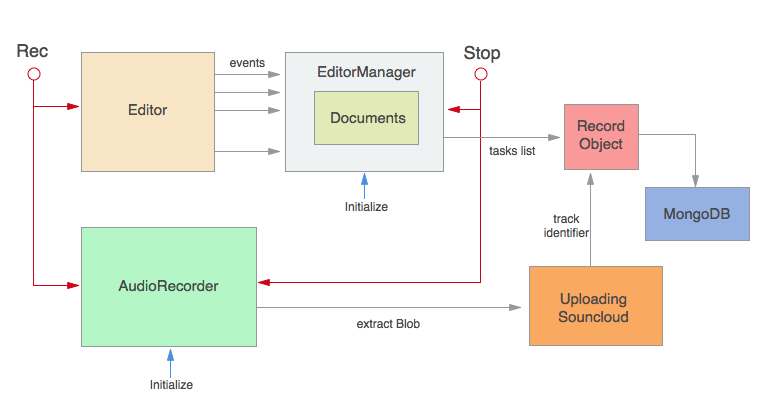 Rec
Stop
events
EditorManager
Editor
Documents
Record
Object
tasks list
Initialize
MongoDB
track
identifier
AudioRecorder
Uploading
Souncloud
extract Blob
Initialize